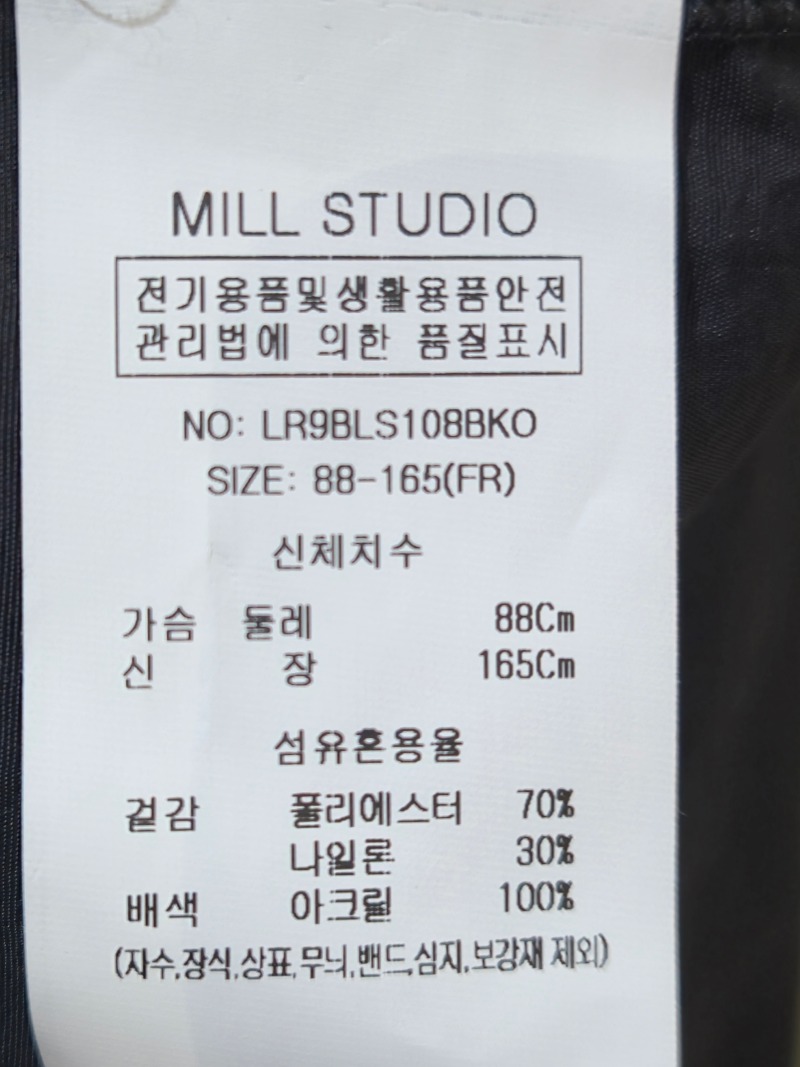 MILL STUDIO
전기용품및생활용품안전
관리법에 의한 품질표시
NO: LR9BLS108BKO
SIZE: 88-165(FR)
신체치수
가슴 둘레 88Cm
신 장 165Cm
섬유혼용율
겉감 폴리에스터 70%
나일론 30%
배색 아크릴 100%
(자수,장식,상표,무늬,밴드,심지,보강재 제외)